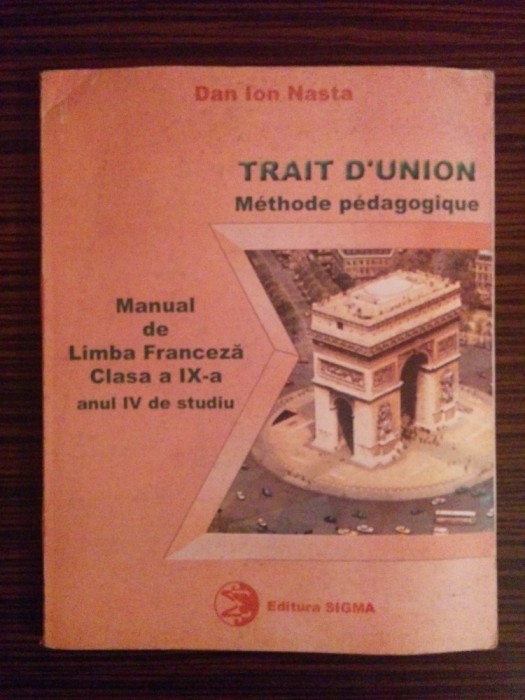 Dan Ion Nasta
TRAIT D'UNION
Méthode pédagogique
Manual
de
Limba Franceză
Clasa a IX-a
anul IV de studiu
Editura SIGMA